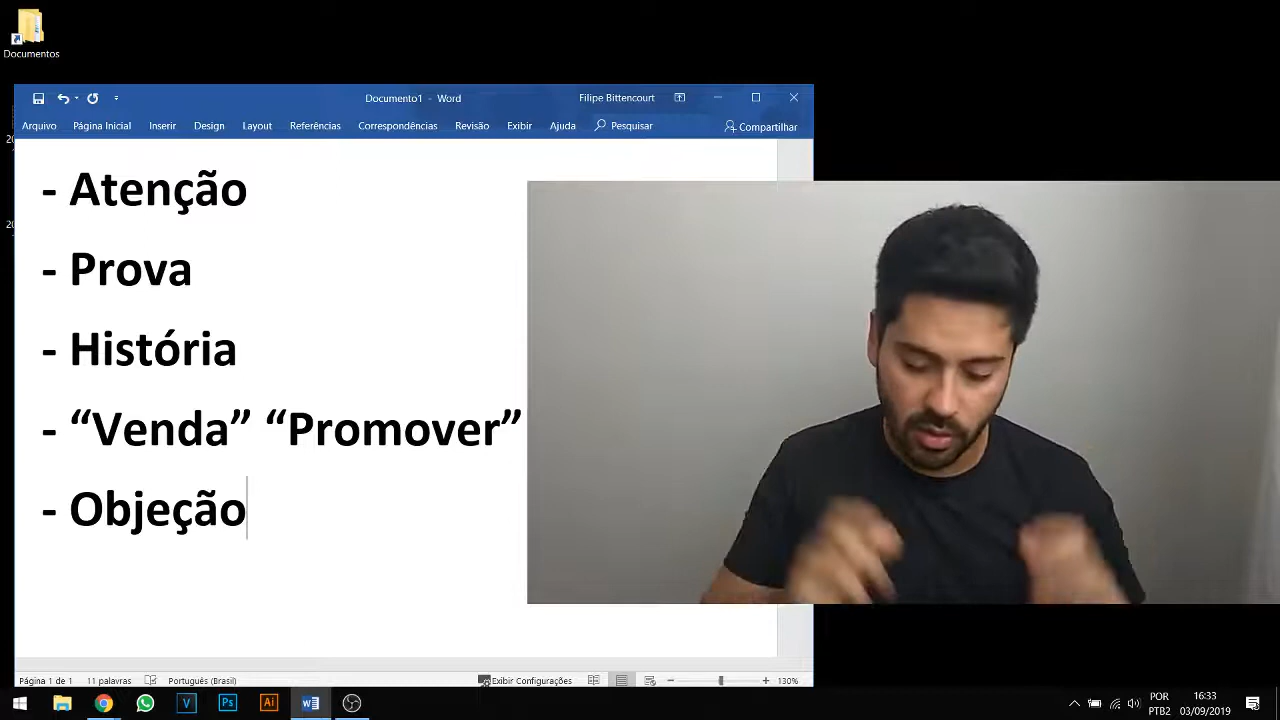 Documentos
Documento1 - Word
Filipe Bittencourt
Arquivo Página Inicial Inserir Design Layout Referências Correspondências Revisão Exibir Ajuda Pesquisar Compartilhar
- Atenção
- Prova
- História
- “Venda” “Promover”
- Objeção
Página 1 de 1 11 palavras Português (Brasil) Exibir Configurações 130%
Ps Ai
POR 16:33
PTB2 03/09/2019